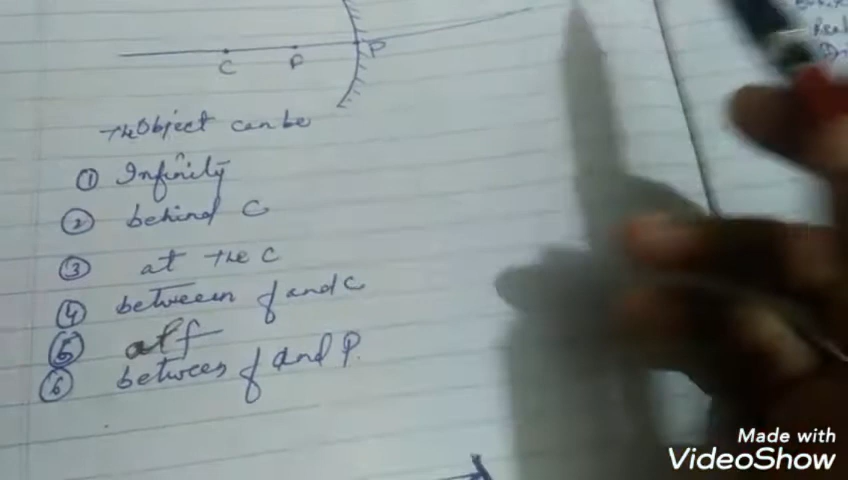 C P P
The Object can be
① Infinity
② behind C
③ at the C
④ between f and c
⑤ at f
⑥ between f and P.
Made with
VideoShow